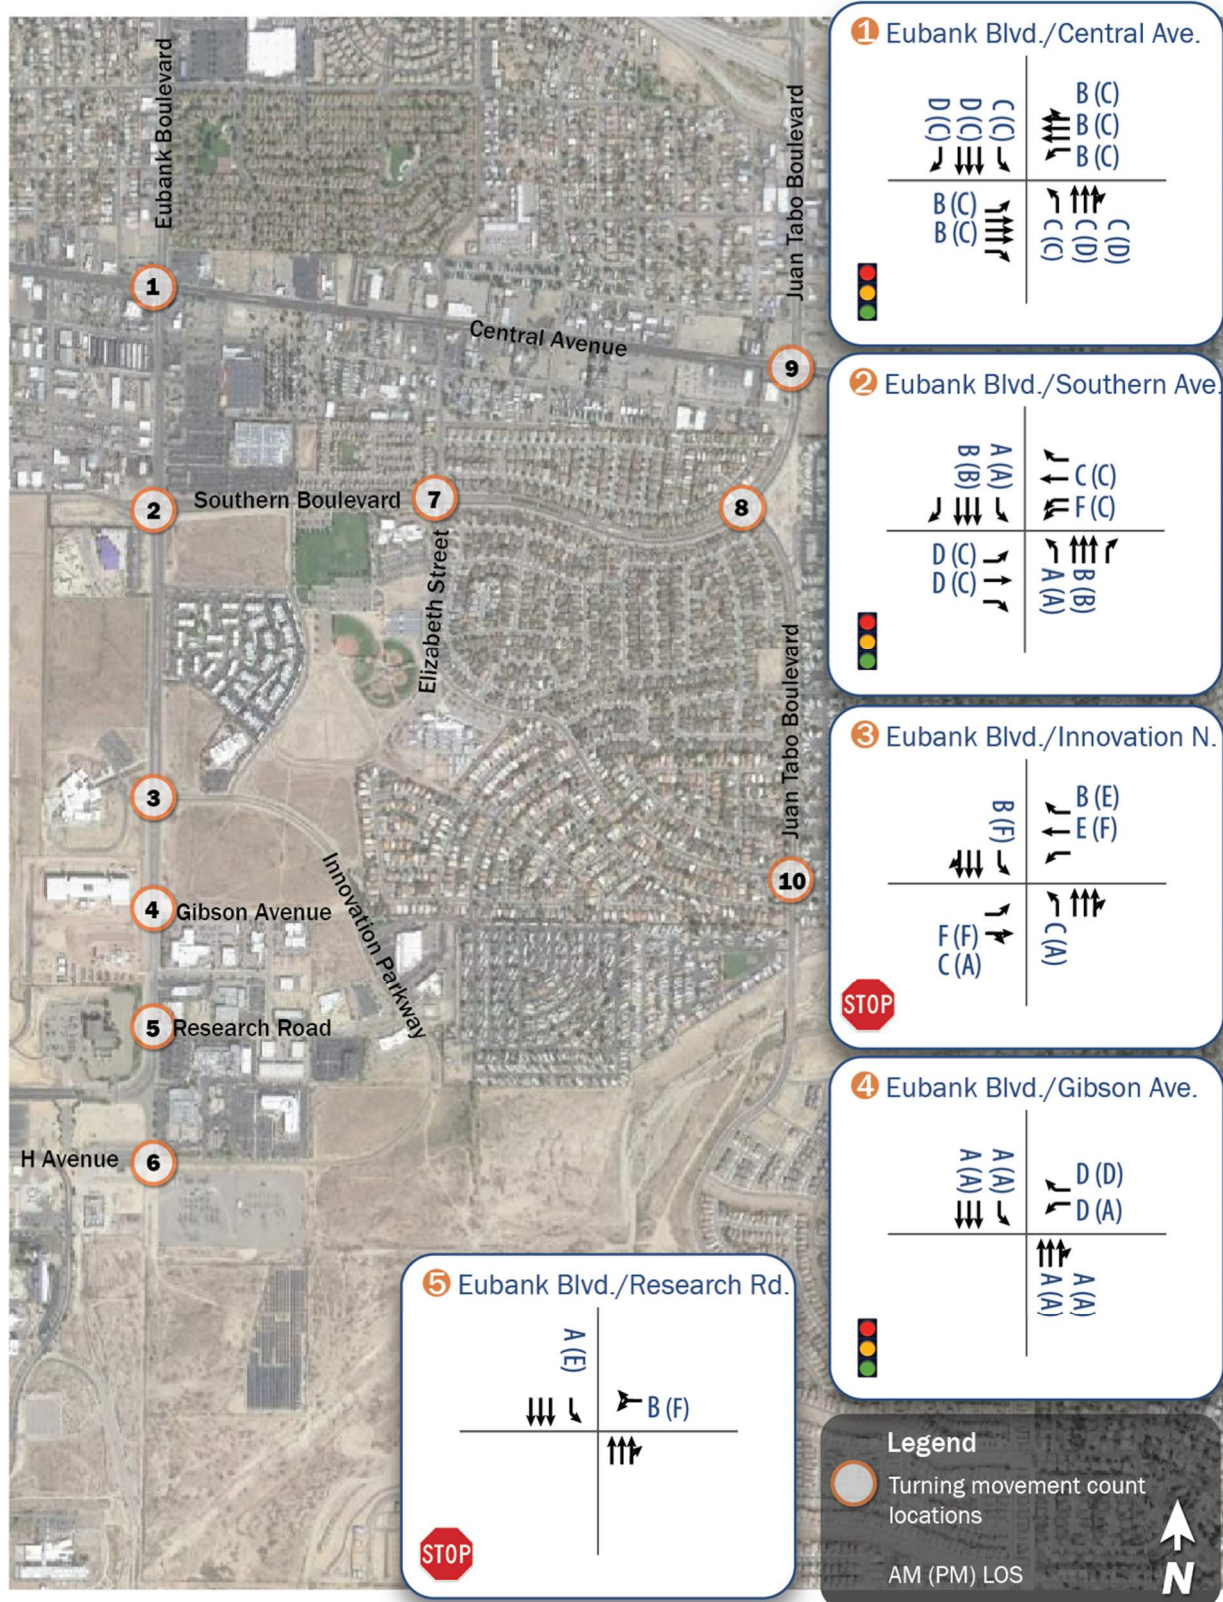 Eubank Boulevard
Juan Tabo Boulevard
1
Central Avenue
9
2
Southern Boulevard
7
8
Elizabeth Street
Juan Tabo Boulevard
3
10
Innovation Parkway
4
Gibson Avenue
5
Research Road
H Avenue
6
1 Eubank Blvd./Central Ave.
D (C)
D (C)
C (C)
B (C)
B (C)
B (C)
B (C)
B (C)
C (C)
C (D)
C (D)
2 Eubank Blvd./Southern Ave.
B (B)
A (A)
C (C)
F (C)
D (C)
D (C)
A (A)
B (B)
3 Eubank Blvd./Innovation N.
B (F)
B (E)
E (F)
F (F)
C (A)
C (A)
STOP
4 Eubank Blvd./Gibson Ave.
A (A)
A (A)
D (D)
D (A)
A (A)
A (A)
5 Eubank Blvd./Research Rd.
A (E)
B (F)
STOP
Legend
Turning movement count
locations
AM (PM) LOS
N